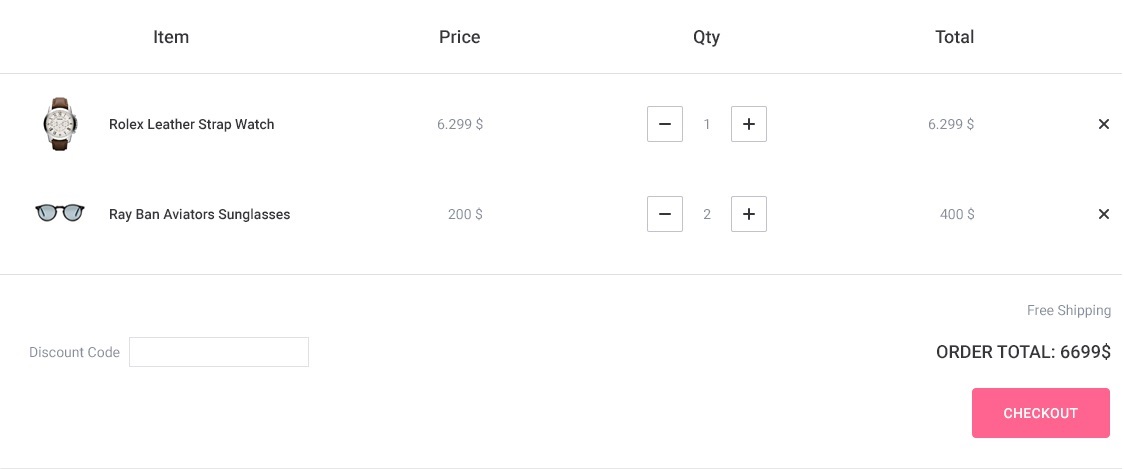 Item Price Qty Total
Rolex Leather Strap Watch 6.299 $ − 1 + 6.299 $ ✕
Ray Ban Aviators Sunglasses 200 $ − 2 + 400 $ ✕
Free Shipping
Discount Code ORDER TOTAL: 6699$
CHECKOUT